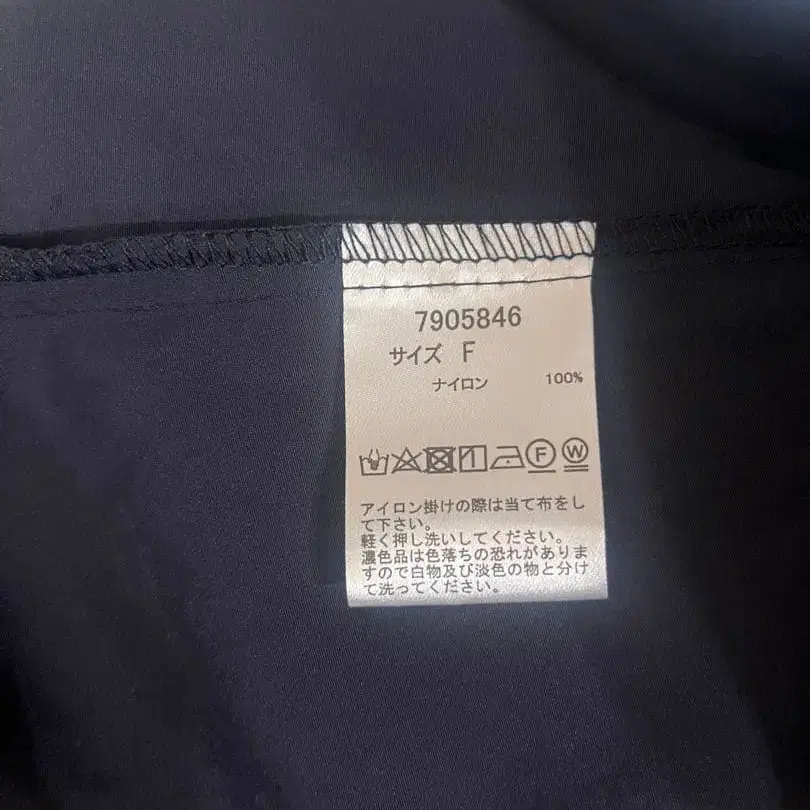 7905846
サイズ F
ナイロン 100%
F W
アイロン掛けの際は当て布をし
て下さい。
軽く押し洗いしてください。
濃色品は色落ちの恐れがありま
すので白物及び淡色の物と分け
て洗ってください。